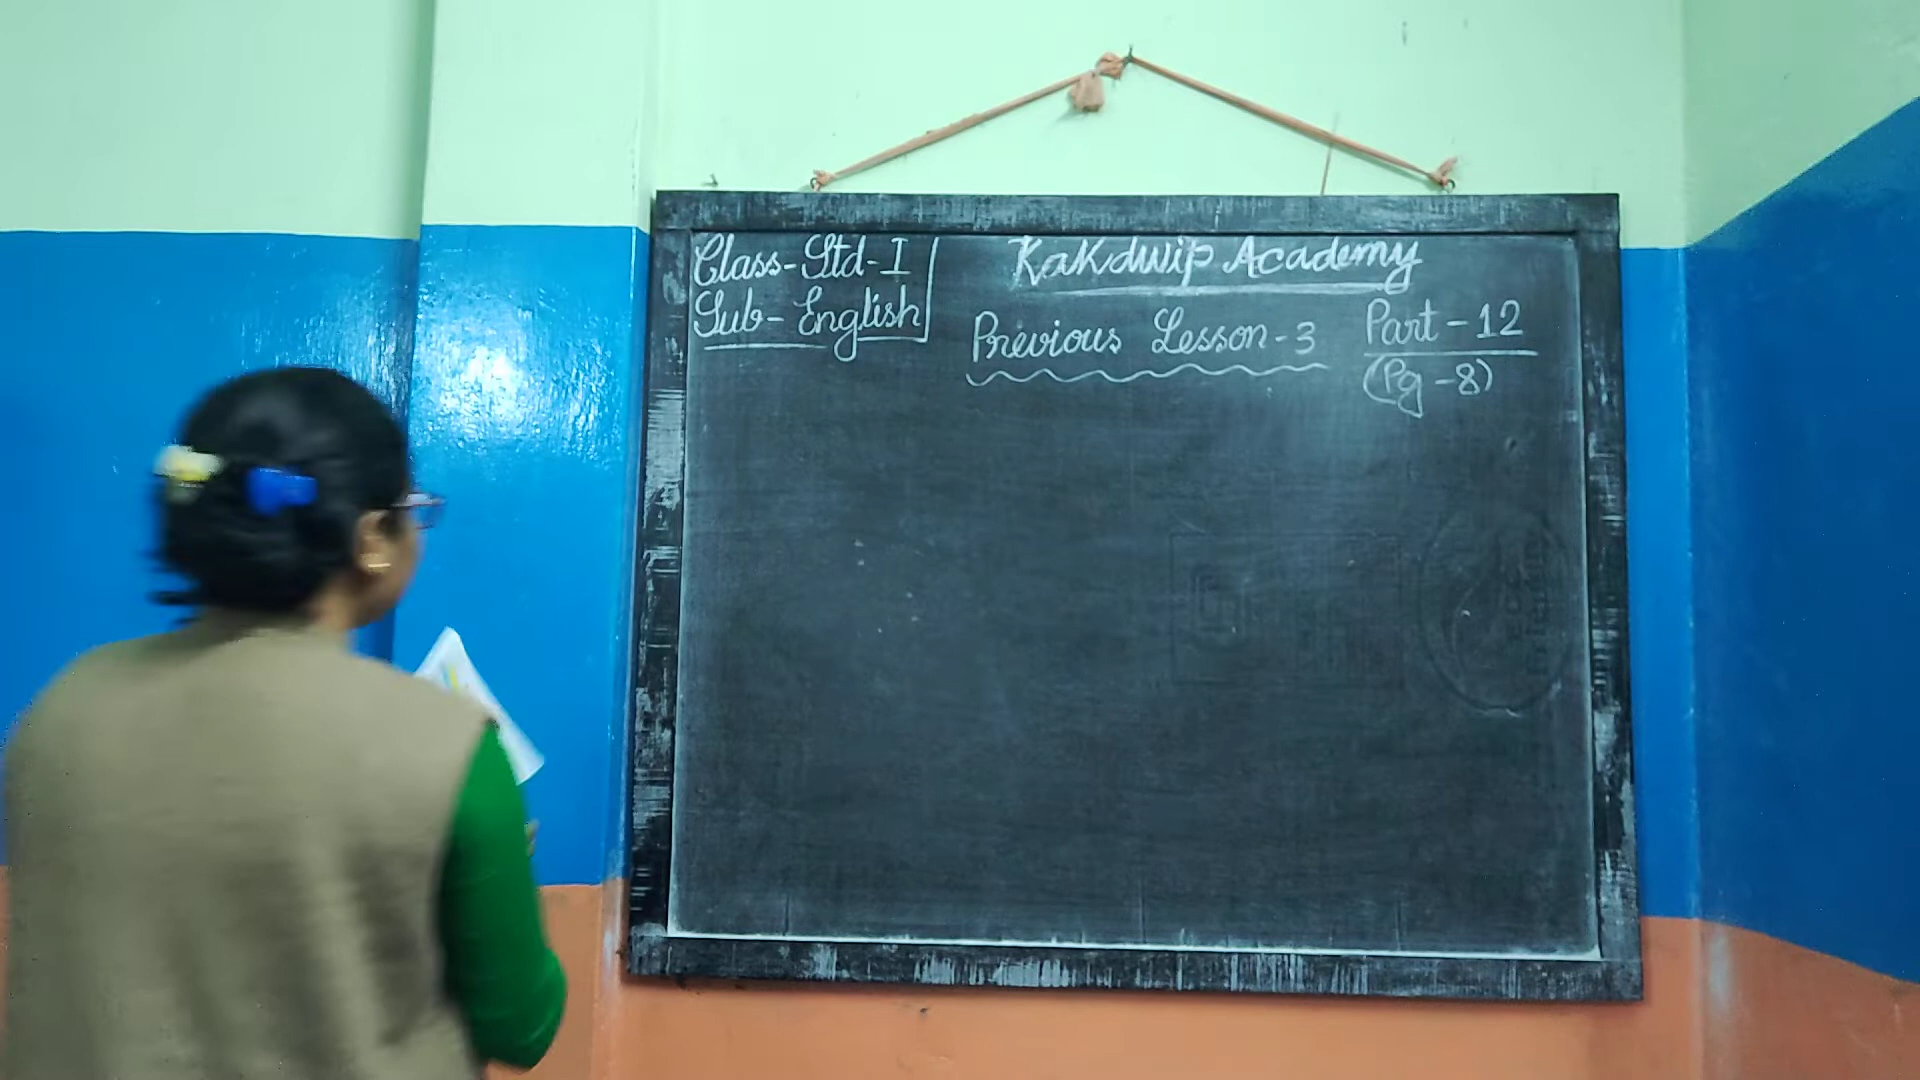 Class-Std-I
Sub- English
Kakdwip Academy
Previous Lesson-3
Part-12
(Pg-8)